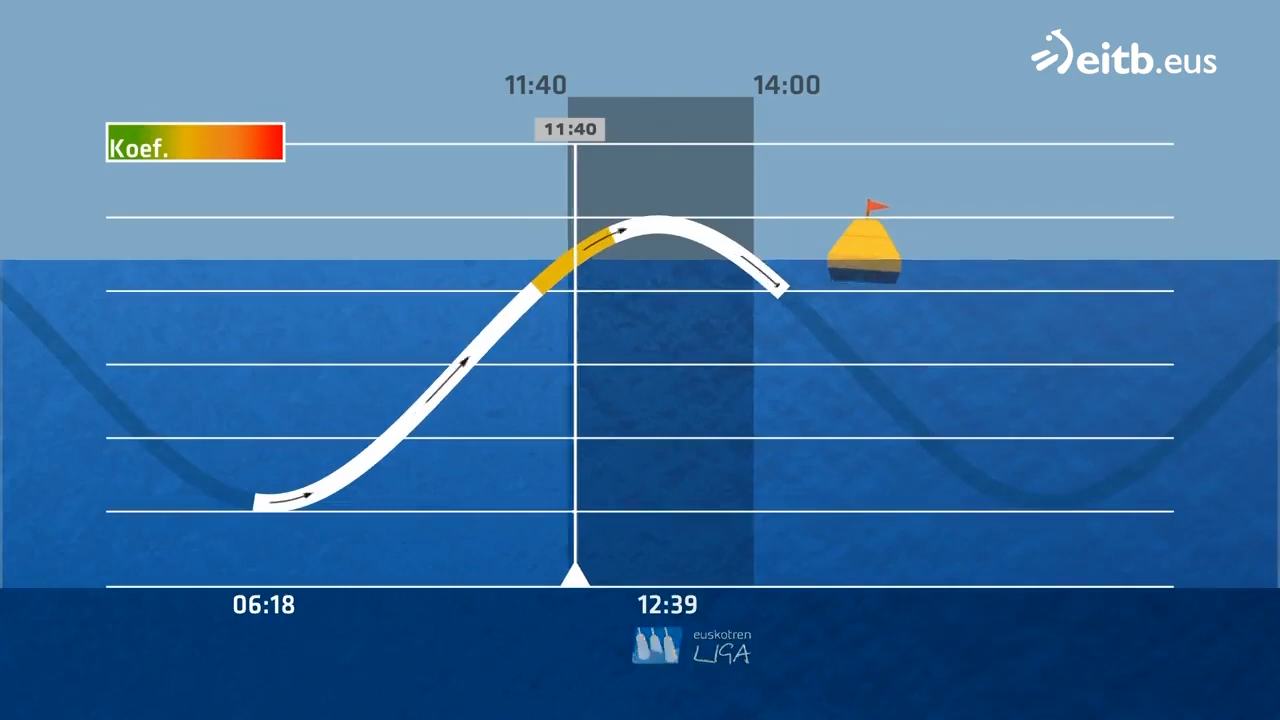 eitb.eus
11:40 14:00
11:40
Koef.
06:18 12:39
euskotren
LIGA